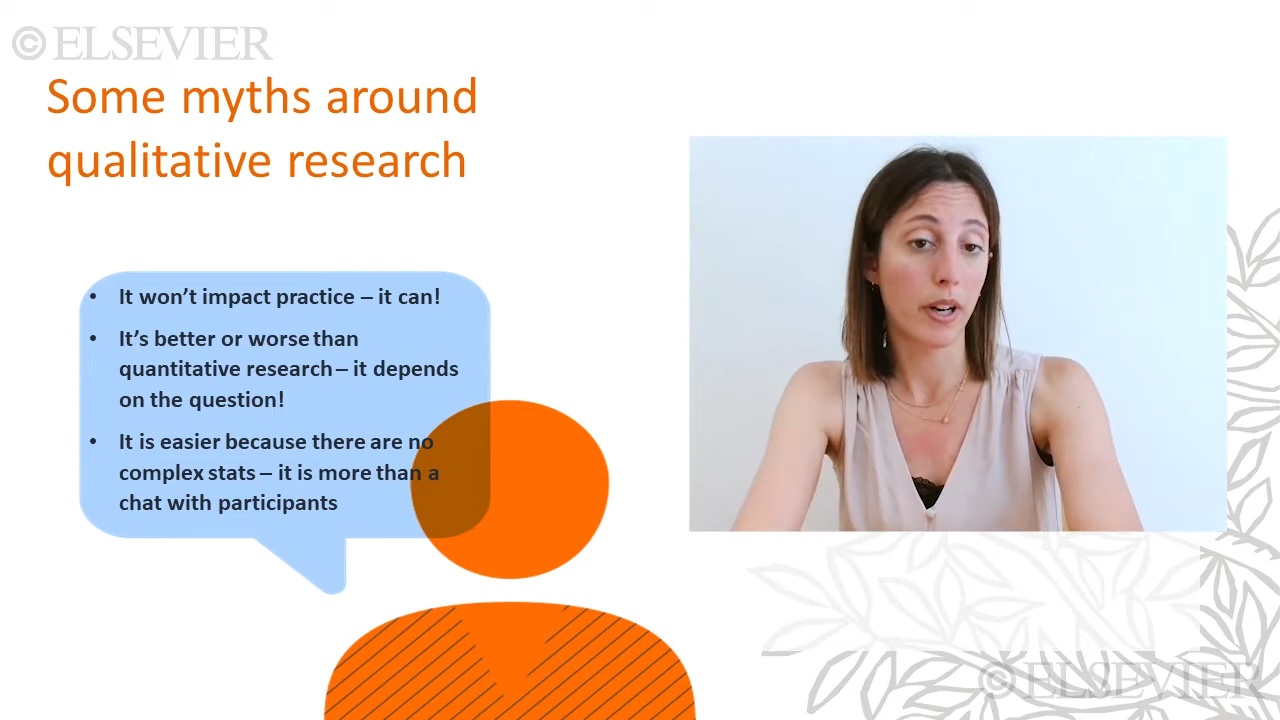 © ELSEVIER
Some myths around
qualitative research
• It won’t impact practice – it can!
• It’s better or worse than
quantitative research – it depends
on the question!
• It is easier because there are no
complex stats – it is more than a
chat with participants
© ELSEVIER